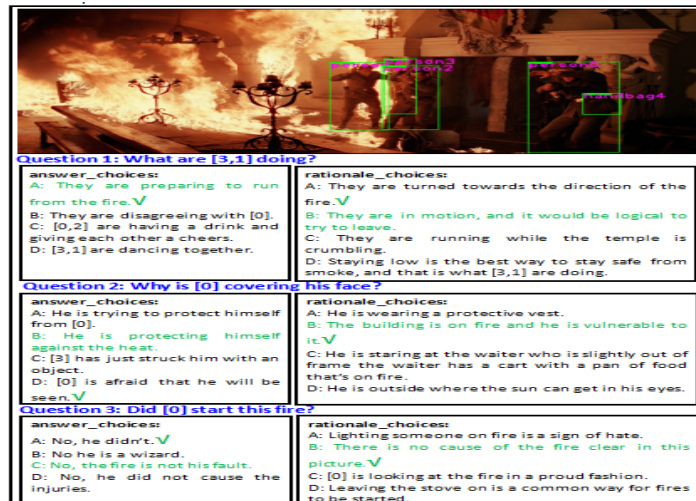 person3
person2
handbag4
Question 1: What are [3,1] doing?
answer_choices:
A: They are preparing to run
from the fire.√
B: They are disagreeing with [0].
C: [0,2] are having a drink and
giving each other a cheers.
D: [3,1] are dancing together.
rationale_choices:
A: They are turned towards the direction of the
fire.√
B: They are in motion, and it would be logical to
try to leave.
C: They are running while the temple is
crumbling.
D: Staying low is the best way to stay safe from
smoke, and that is what [3,1] are doing.
Question 2: Why is [0] covering his face?
answer_choices:
A: He is trying to protect himself
from [0].
B: He is protecting himself
against the heat.
C: [3] has just struck him with an
object.
D: [0] is afraid that he will be
seen.√
rationale_choices:
A: He is wearing a protective vest.
B: The building is on fire and he is vulnerable to
it.√
C: He is staring at the waiter who is slightly out of
frame the waiter has a cart with a pan of food
that's on fire.
D: He is outside where the sun can get in his eyes.
Question 3: Did [0] start this fire?
answer_choices:
A: No, he didn't.√
B: No he is a wizard.
C: No, the fire is not his fault.
D: No, he did not cause the
injuries.
rationale_choices:
A: Lighting someone on fire is a sign of hate.
B: There is no cause of the fire clear in this
picture.√
C: [0] is looking at the fire in a proud fashion.
D: Leaving the stove on is a common way for fires
to be started.